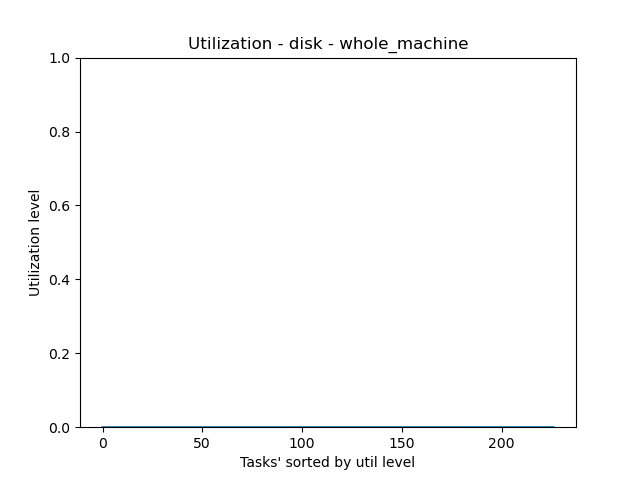 Utilization - disk - whole_machine
1.0
0.8
0.6
0.4
0.2
0.0
Utilization level
0 50 100 150 200
Tasks' sorted by util level